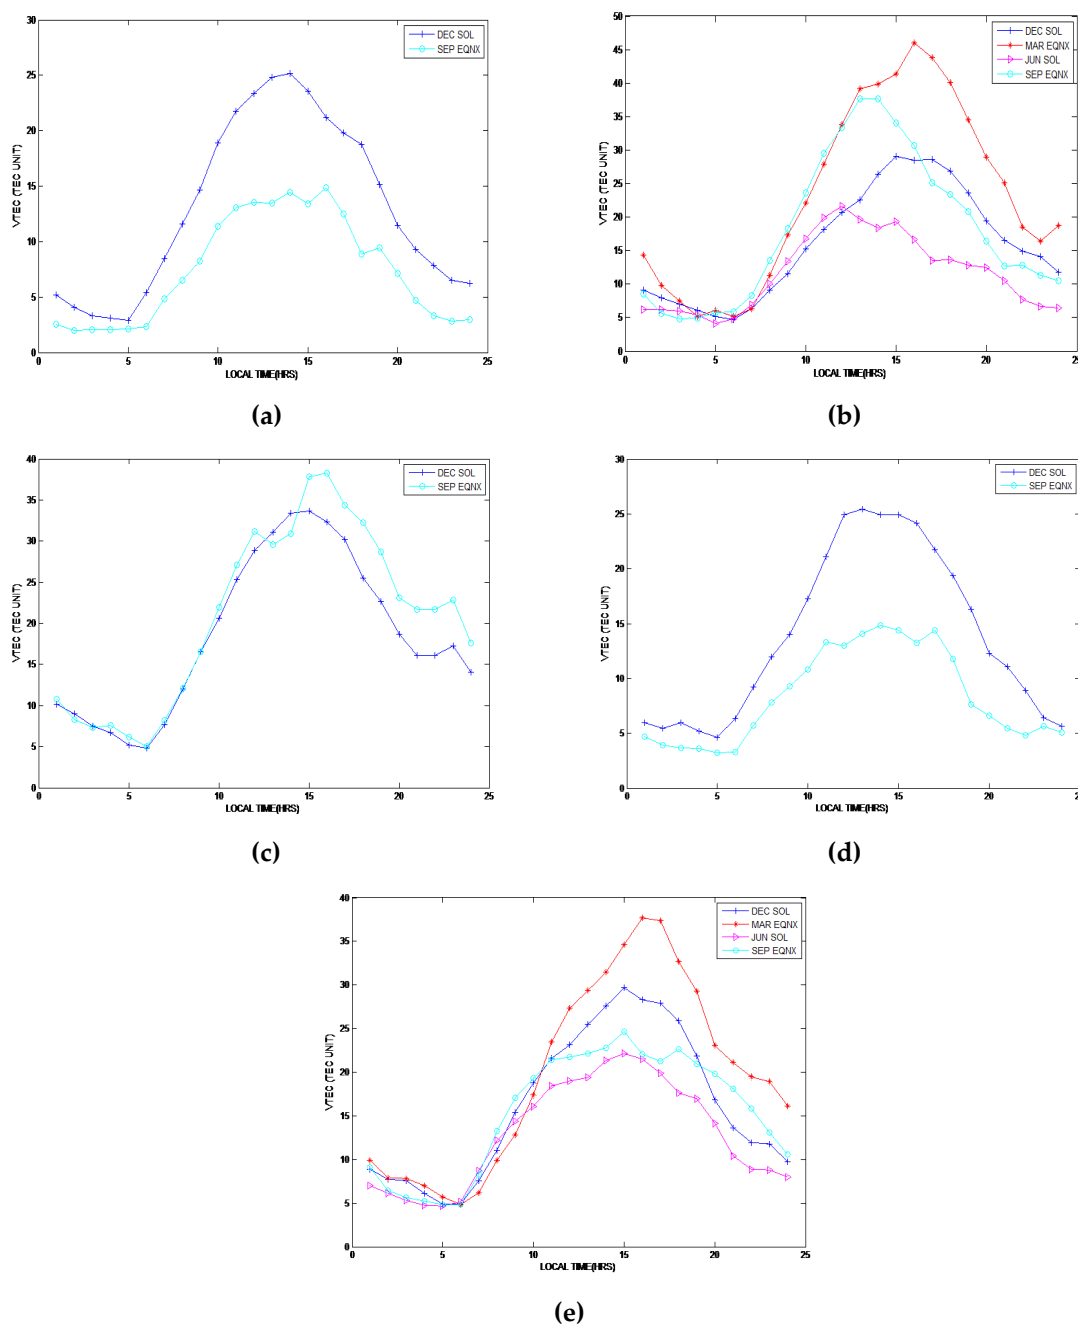 30
25
20
15
10
5
0
VTEC (TEC UNIT)
DEC SOL
SEP EQNX
0 5 10 15 20 25
LOCAL TIME(HRS)
(a)
50
45
40
35
30
25
20
15
10
5
0
VTEC (TEC UNIT)
DEC SOL
MAR EQNX
JUN SOL
SEP EQNX
0 5 10 15 20 25
LOCAL TIME(HRS)
(b)
40
35
30
25
20
15
10
5
0
VTEC (TEC UNIT)
DEC SOL
SEP EQNX
0 5 10 15 20 25
LOCAL TIME(HRS)
(c)
30
25
20
15
10
5
0
VTEC (TEC UNIT)
DEC SOL
SEP EQNX
0 5 10 15 20 25
LOCAL TIME(HRS)
(d)
40
35
30
25
20
15
10
5
0
VTEC (TEC UNIT)
DEC SOL
MAR EQNX
JUN SOL
SEP EQNX
0 5 10 15 20 25
LOCAL TIME(HRS)
(e)